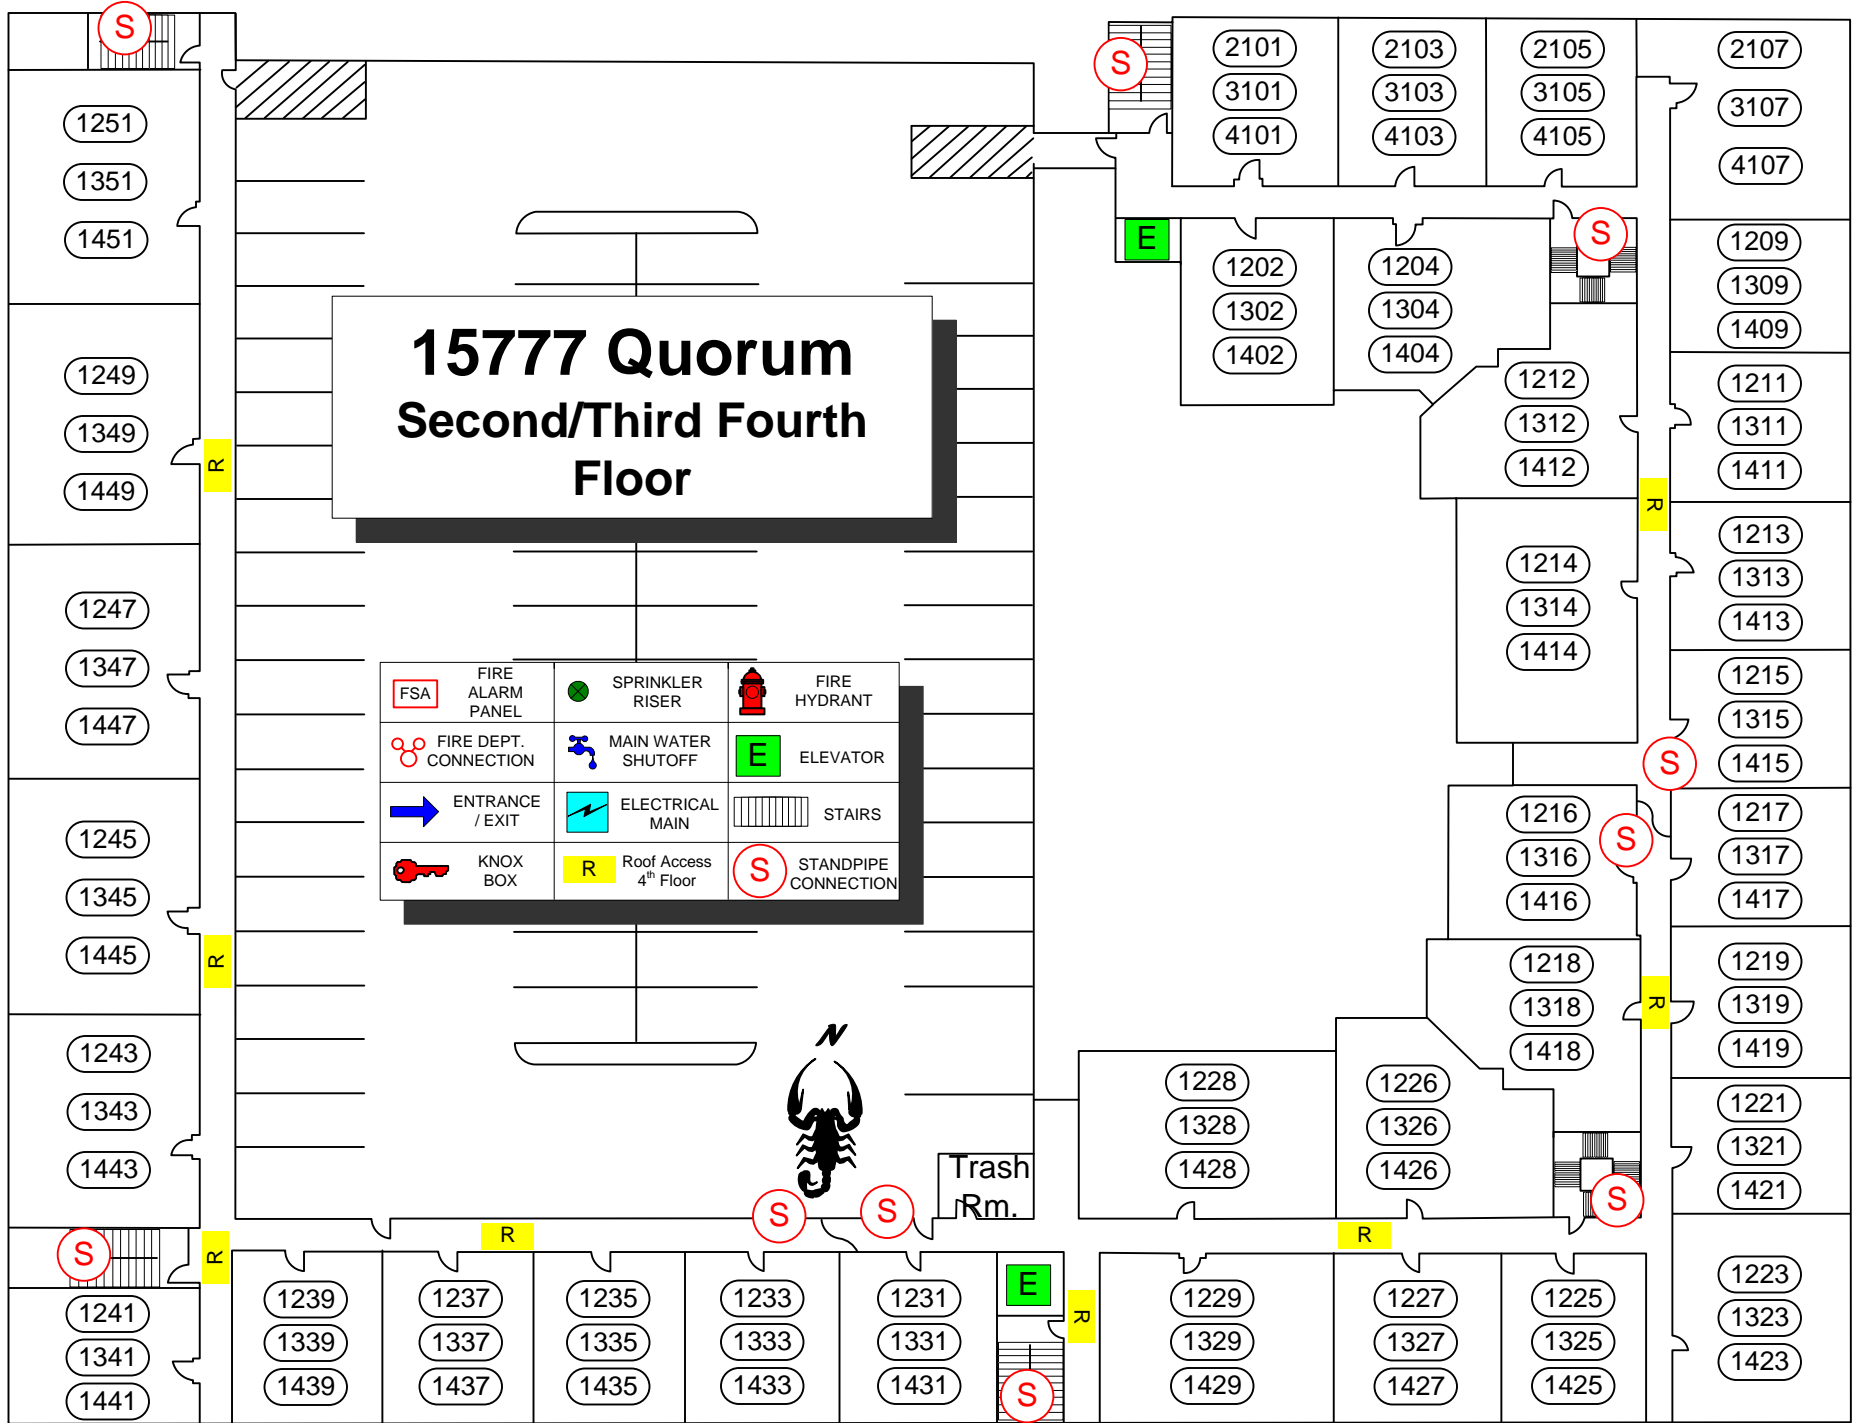 S
S
2101
2103
2105
2107
3101
3103
3105
3107
4101
4103
4105
4107
1251
1351
1451
E
S
1202
1302
1402
1204
1304
1404
1209
1309
1409
15777 Quorum
Second/Third Fourth
Floor
1249
1349
1449
R
1212
1312
1412
1211
1311
1411
R
1247
1347
1447
1214
1314
1414
1213
1313
1413
1215
1315
1415
S
FSA
FIRE
ALARM
PANEL
SPRINKLER
RISER
FIRE
HYDRANT
FIRE DEPT.
CONNECTION
MAIN WATER
SHUTOFF
E
ELEVATOR
ENTRANCE
/ EXIT
ELECTRICAL
MAIN
STAIRS
KNOX
BOX
R
Roof Access
4th Floor
S
STANDPIPE
CONNECTION
1245
1345
1445
R
1216
1316
1416
S
1217
1317
1417
1218
1318
1418
R
1219
1319
1419
1243
1343
1443
N
1228
1328
1428
1226
1326
1426
1221
1321
1421
S
Trash
Rm.
S
S
S
R
R
R
1241
1341
1441
1239
1339
1439
1237
1337
1437
1235
1335
1435
1233
1333
1433
1231
1331
1431
E
R
S
1229
1329
1429
1227
1327
1427
1225
1325
1425
1223
1323
1423